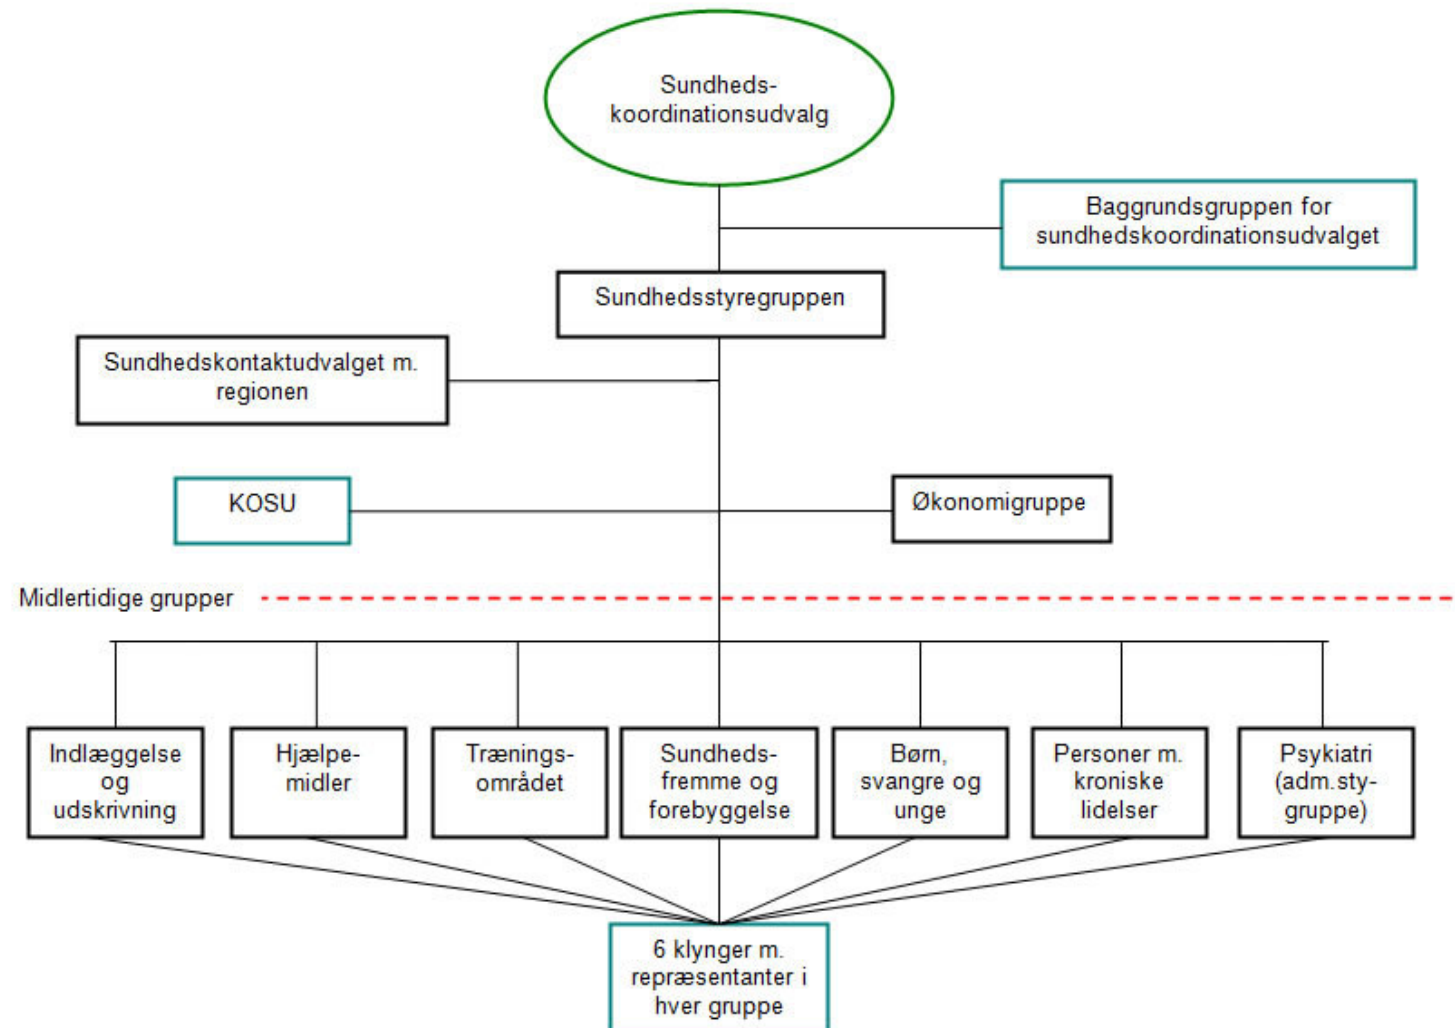 Sundheds-
koordinationsudvalg
Baggrundsgruppen for
sundhedskoordinationsudvalget
Sundhedsstyregruppen
Sundhedskontaktudvalget m.
regionen
KOSU
Økonomigruppe
Midlertidige grupper
Indlæggelse
og
udskrivning
Hjælpe-
midler
Trænings-
området
Sundheds-
fremme og
forebyggelse
Børn,
svangre og
unge
Personer m.
kroniske
lidelser
Psykiatri
(adm.sty-
gruppe)
6 klynger m.
repræsentanter i
hver gruppe